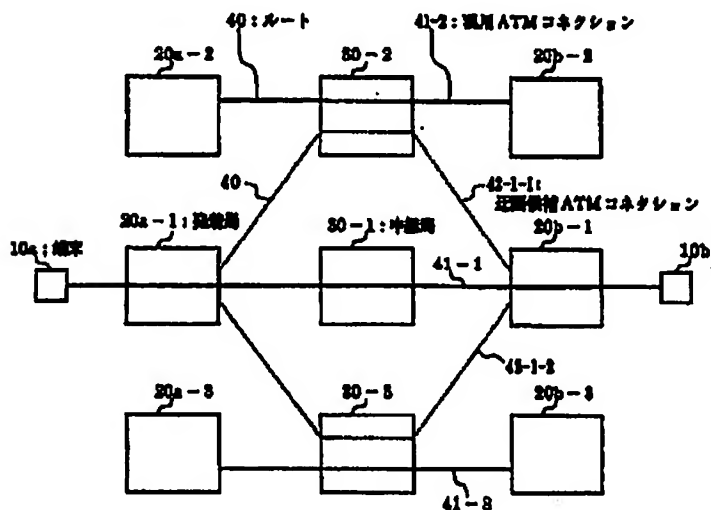 40:ルート
41-2:現用ATMコネクション
20a-2
30-2
20b-2
40
42-1-1:
迂回候補ATMコネクション
20a-1:接続局
30-1:中継局
20b-1
10a:端末
10b
41-1
42-1-2
20a-3
30-3
20b-3
41-3